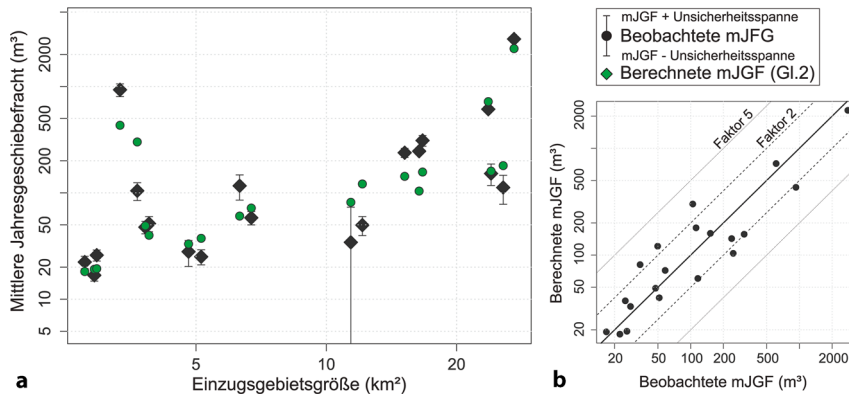 Mittlere Jahresgeschiebefracht (m³)
2000
500
200
50
20
10
5
5
10
20
Einzugsgebietsgröße (km²)
a
mJGF + Unsicherheitsspanne
Beobachtete mJFG
mJGF - Unsicherheitsspanne
Berechnete mJGF (Gl.2)
Faktor 5
Faktor 2
Berechnete mJGF (m³)
2000
500
200
100
50
20
20
50
100
200
500
2000
Beobachtete mJGF (m³)
b